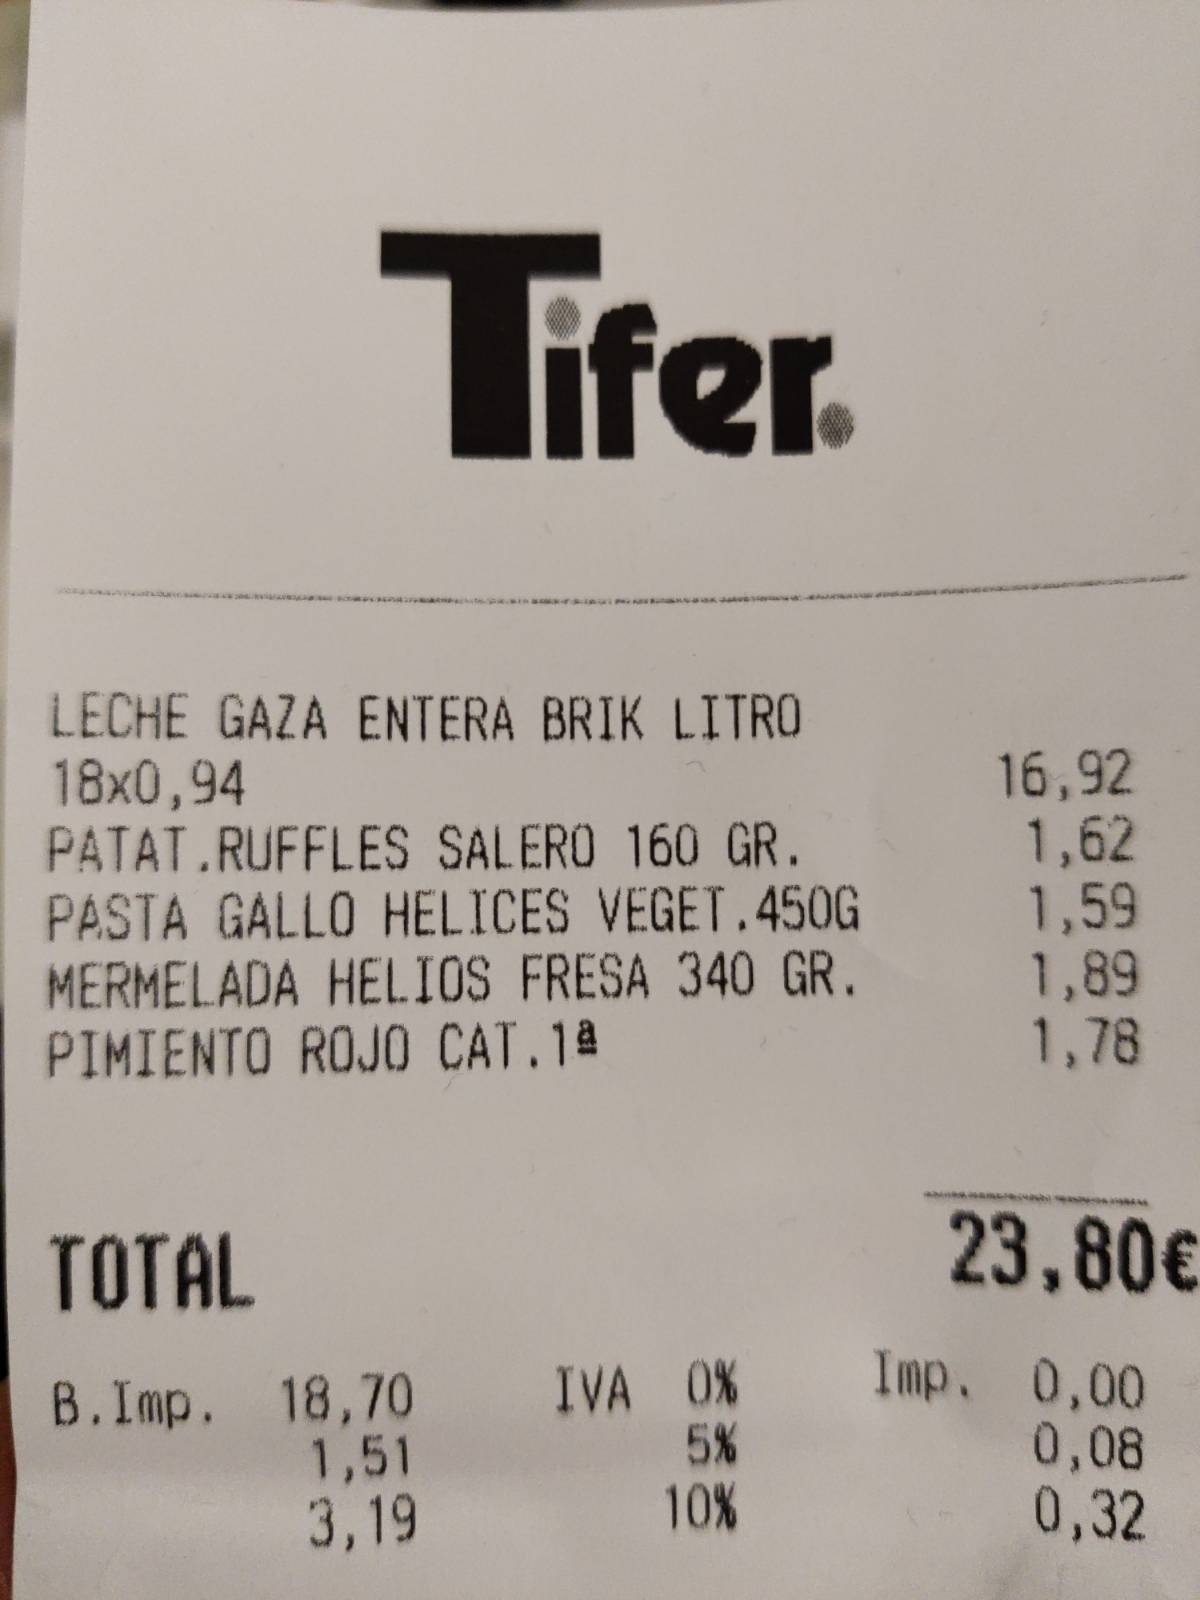 Tifer.
LECHE GAZA ENTERA BRIK LITRO
18x0,94 16,92
PATAT.RUFFLES SALERO 160 GR. 1,62
PASTA GALLO HELICES VEGET.450G 1,59
MERMELADA HELIOS FRESA 340 GR. 1,89
PIMIENTO ROJO CAT.1ª 1,78
TOTAL 23,80€
B.Imp. 18,70 IVA 0% Imp. 0,00
1,51 5% 0,08
3,19 10% 0,32